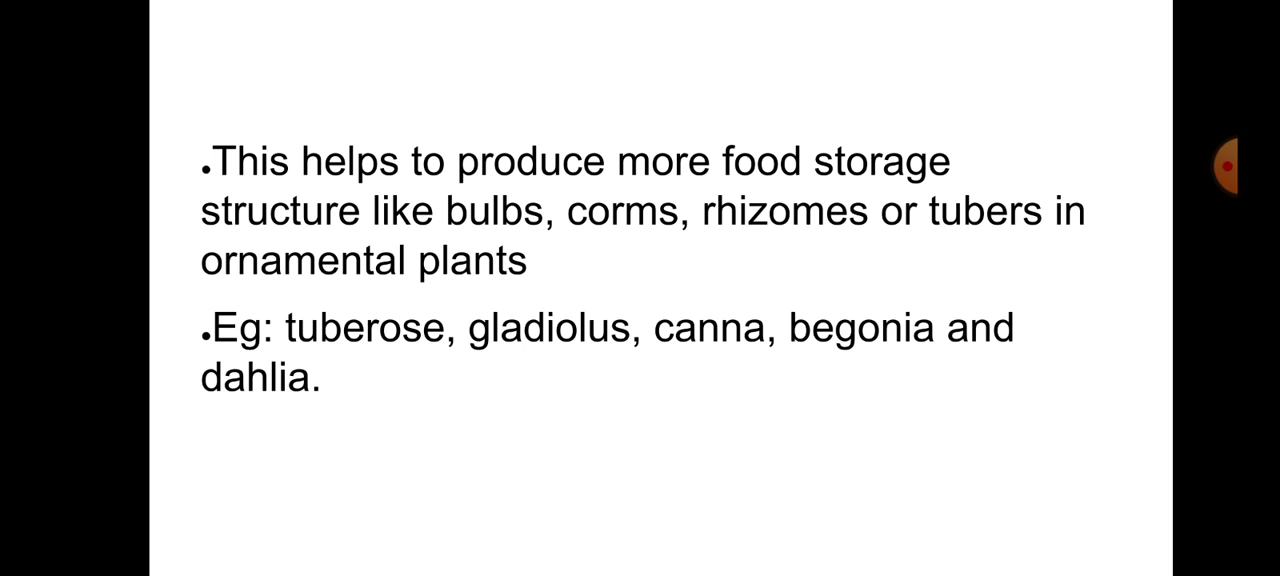 .This helps to produce more food storage
structure like bulbs, corms, rhizomes or tubers in
ornamental plants
.Eg: tuberose, gladiolus, canna, begonia and
dahlia.